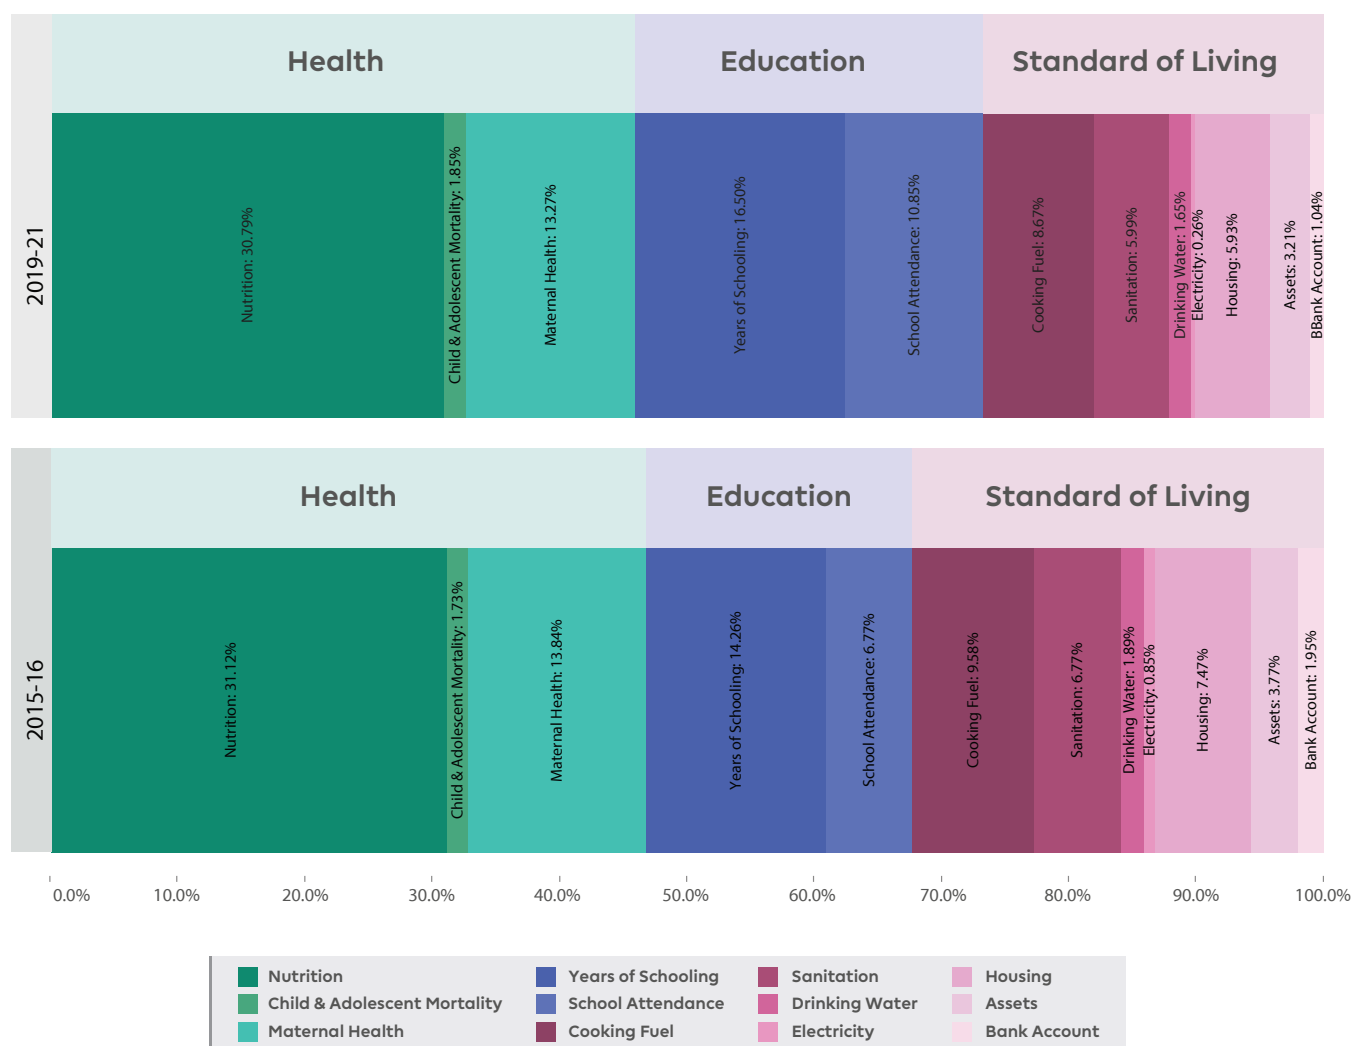 Health
Education
Standard of Living
2019-21
Nutrition: 30.79%
Child & Adolescent Mortality: 1.85%
Maternal Health: 13.27%
Years of Schooling: 16.50%
School Attendance: 10.85%
Cooking Fuel: 8.67%
Sanitation: 5.99%
Drinking Water: 1.65%
Electricity: 0.26%
Housing: 5.93%
Assets: 3.21%
BBank Account: 1.04%
Health
Education
Standard of Living
2015-16
Nutrition: 31.12%
Child & Adolescent Mortality: 1.73%
Maternal Health: 13.84%
Years of Schooling: 14.26%
School Attendance: 6.77%
Cooking Fuel: 9.58%
Sanitation: 6.77%
Drinking Water: 1.89%
Electricity: 0.85%
Housing: 7.47%
Assets: 3.77%
Bank Account: 1.95%
0.0% 10.0% 20.0% 30.0% 40.0% 50.0% 60.0% 70.0% 80.0% 90.0% 100.0%
Nutrition
Child & Adolescent Mortality
Maternal Health
Years of Schooling
School Attendance
Cooking Fuel
Sanitation
Drinking Water
Electricity
Housing
Assets
Bank Account